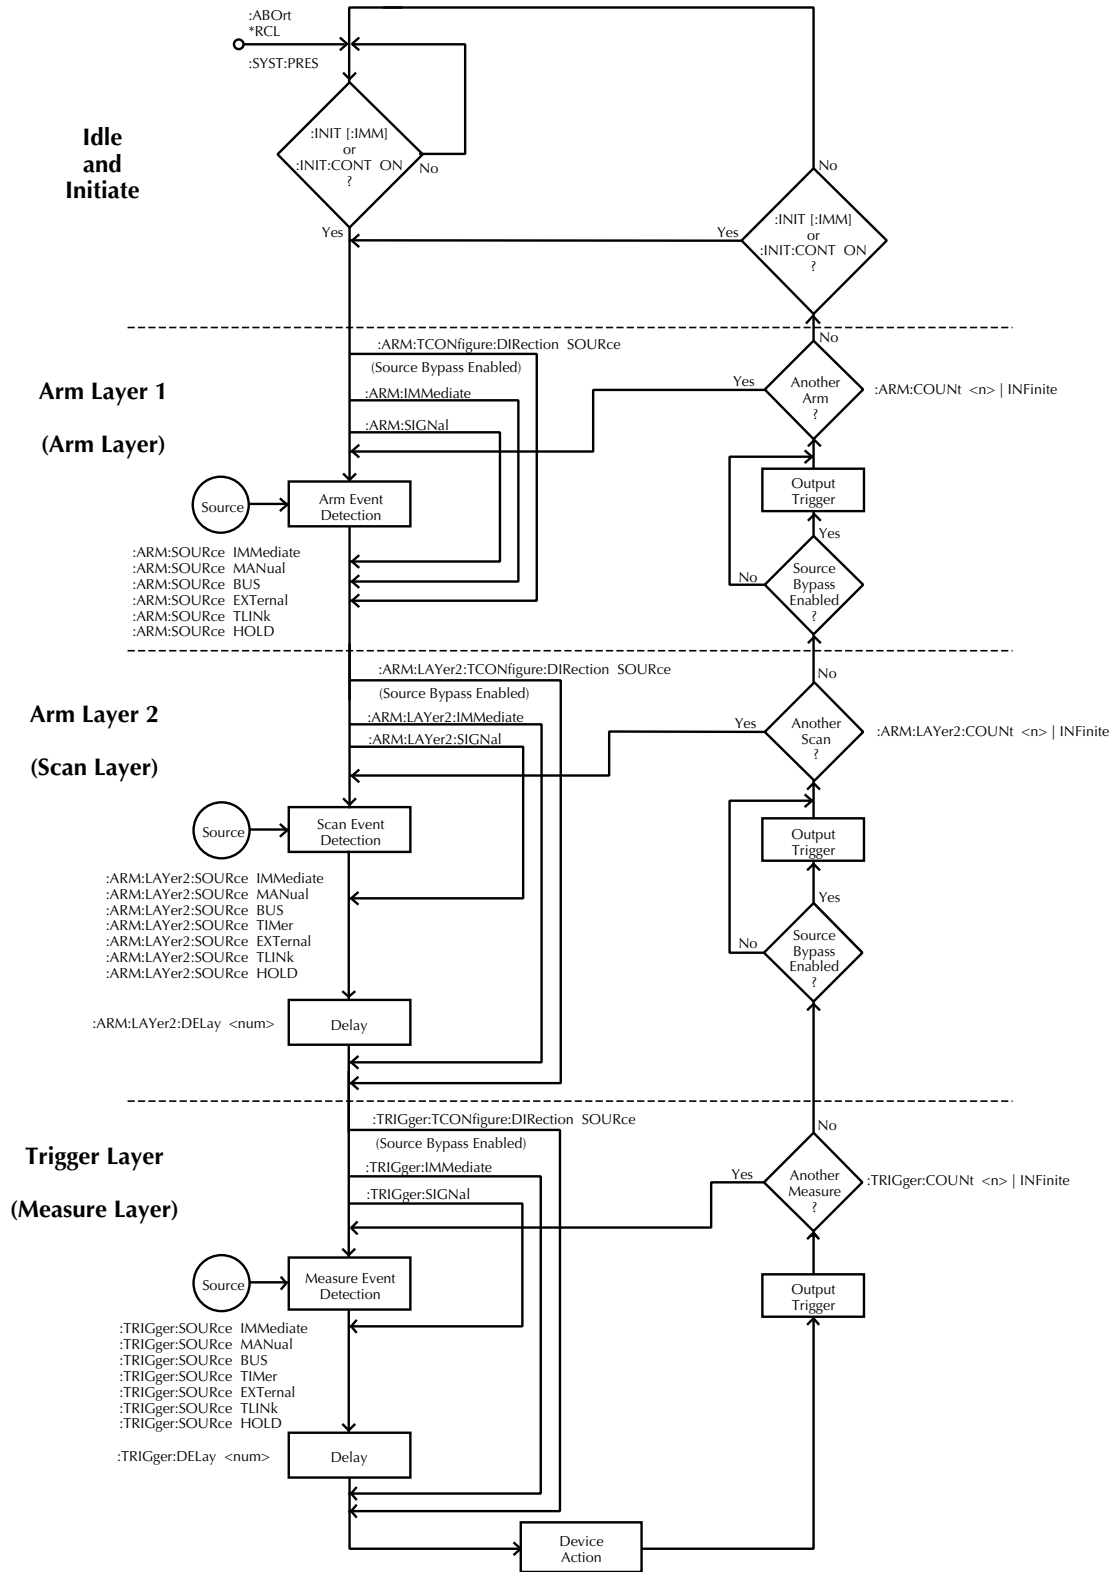 :ABOrt
*RCL
:SYST:PRES
Idle
and
Initiate
:INIT [:IMM]
or
:INIT:CONT ON
?
No
Yes
No
:INIT [:IMM]
or
:INIT:CONT ON
?
Yes
Arm Layer 1
(Arm Layer)
:ARM:TCONfigure:DIRection SOURce
(Source Bypass Enabled)
:ARM:IMMediate
:ARM:SIGNal
No
Yes
Another
Arm
?
:ARM:COUNt <n> | INFinite
Output
Trigger
Yes
Source
Bypass
Enabled
?
No
Source
Arm Event
Detection
:ARM:SOURce IMMediate
:ARM:SOURce MANual
:ARM:SOURce BUS
:ARM:SOURce EXTernal
:ARM:SOURce TLINk
:ARM:SOURce HOLD
Arm Layer 2
(Scan Layer)
:ARM:LAYer2:TCONfigure:DIRection SOURce
(Source Bypass Enabled)
:ARM:LAYer2:IMMediate
:ARM:LAYer2:SIGNal
No
Yes
Another
Scan
?
:ARM:LAYer2:COUNt <n> | INFinite
Output
Trigger
Yes
Source
Bypass
Enabled
?
No
Source
Scan Event
Detection
:ARM:LAYer2:SOURce IMMediate
:ARM:LAYer2:SOURce MANual
:ARM:LAYer2:SOURce BUS
:ARM:LAYer2:SOURce TIMer
:ARM:LAYer2:SOURce EXTernal
:ARM:LAYer2:SOURce TLINk
:ARM:LAYer2:SOURce HOLD
:ARM:LAYer2:DELay <num>
Delay
Trigger Layer
(Measure Layer)
:TRIGger:TCONfigure:DIRection SOURce
(Source Bypass Enabled)
:TRIGger:IMMediate
:TRIGger:SIGNal
No
Yes
Another
Measure
?
:TRIGger:COUNt <n> | INFinite
Output
Trigger
Source
Measure Event
Detection
:TRIGger:SOURce IMMediate
:TRIGger:SOURce MANual
:TRIGger:SOURce BUS
:TRIGger:SOURce TIMer
:TRIGger:SOURce EXTernal
:TRIGger:SOURce TLINk
:TRIGger:SOURce HOLD
:TRIGger:DELay <num>
Delay
Device
Action